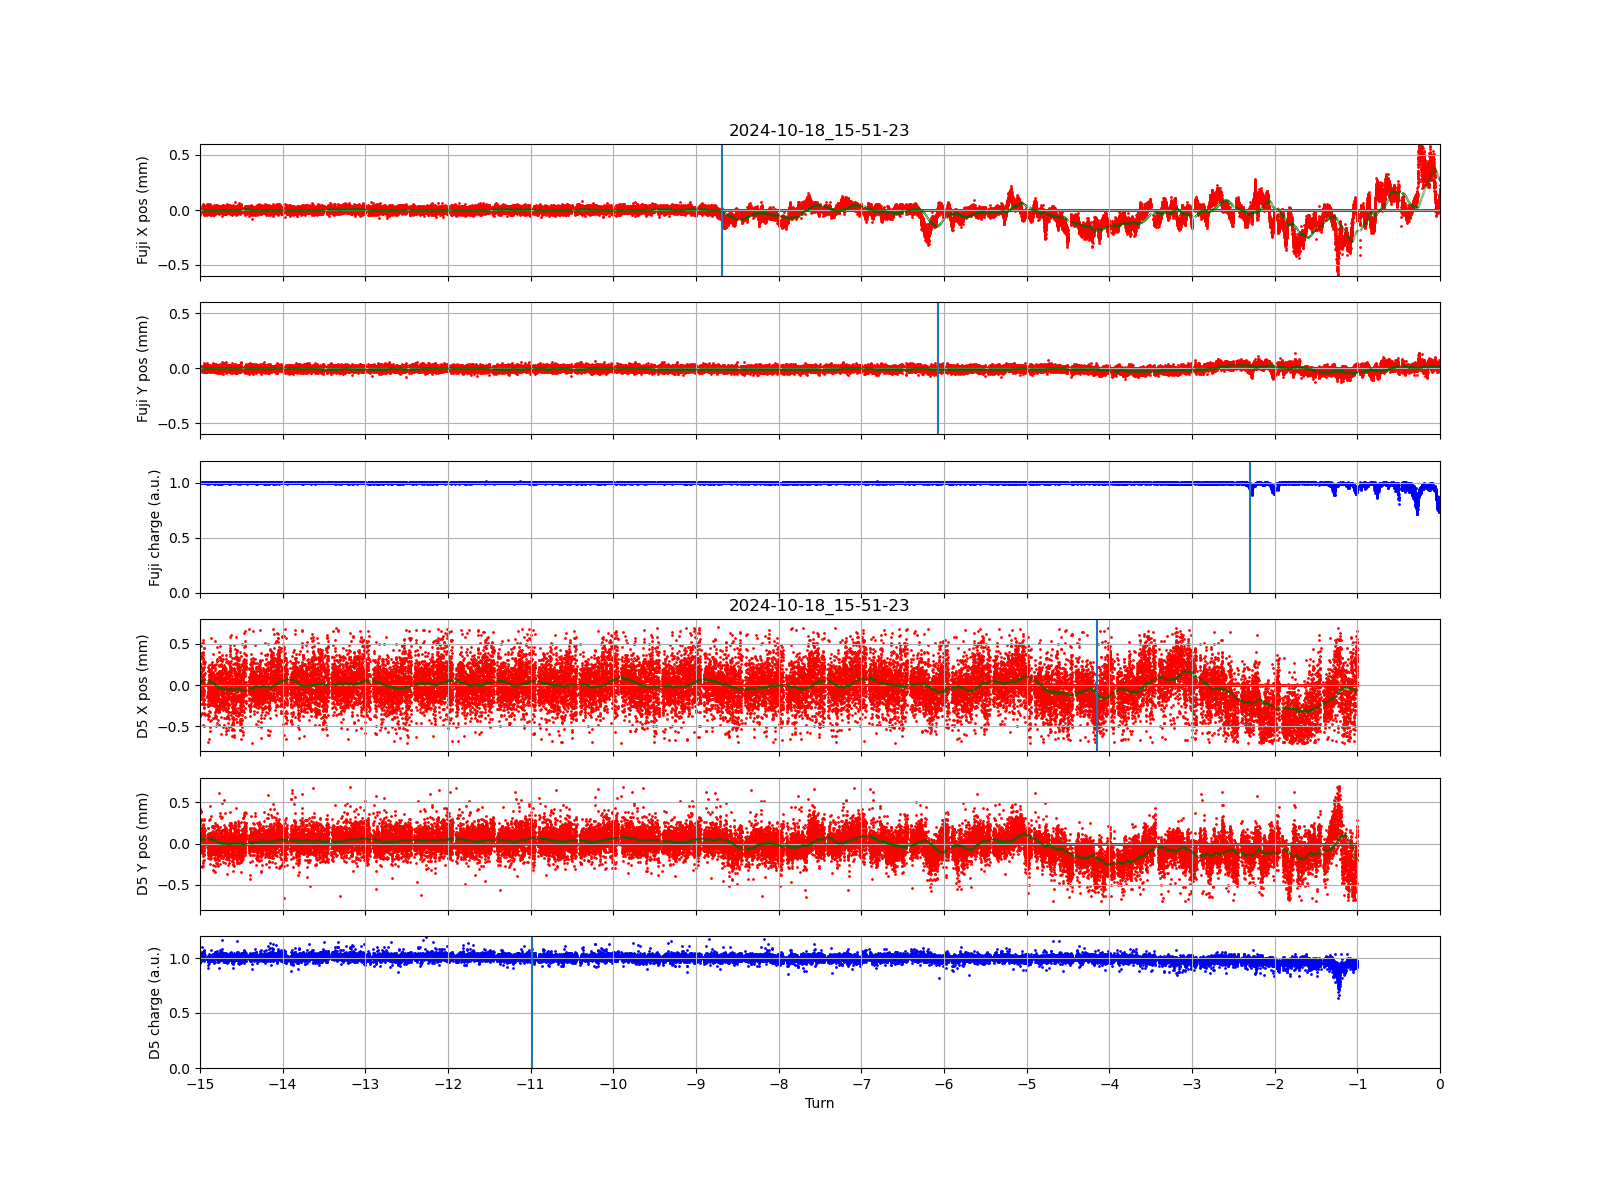 2024-10-18_15-51-23
Fuji X pos (mm)
0.5
0.0
−0.5
Fuji Y pos (mm)
0.5
0.0
−0.5
Fuji charge (a.u.)
1.0
0.5
0.0
2024-10-18_15-51-23
D5 X pos (mm)
0.5
0.0
−0.5
D5 Y pos (mm)
0.5
0.0
−0.5
D5 charge (a.u.)
1.0
0.5
0.0
−15 −14 −13 −12 −11 −10 −9 −8 −7 −6 −5 −4 −3 −2 −1 0
Turn